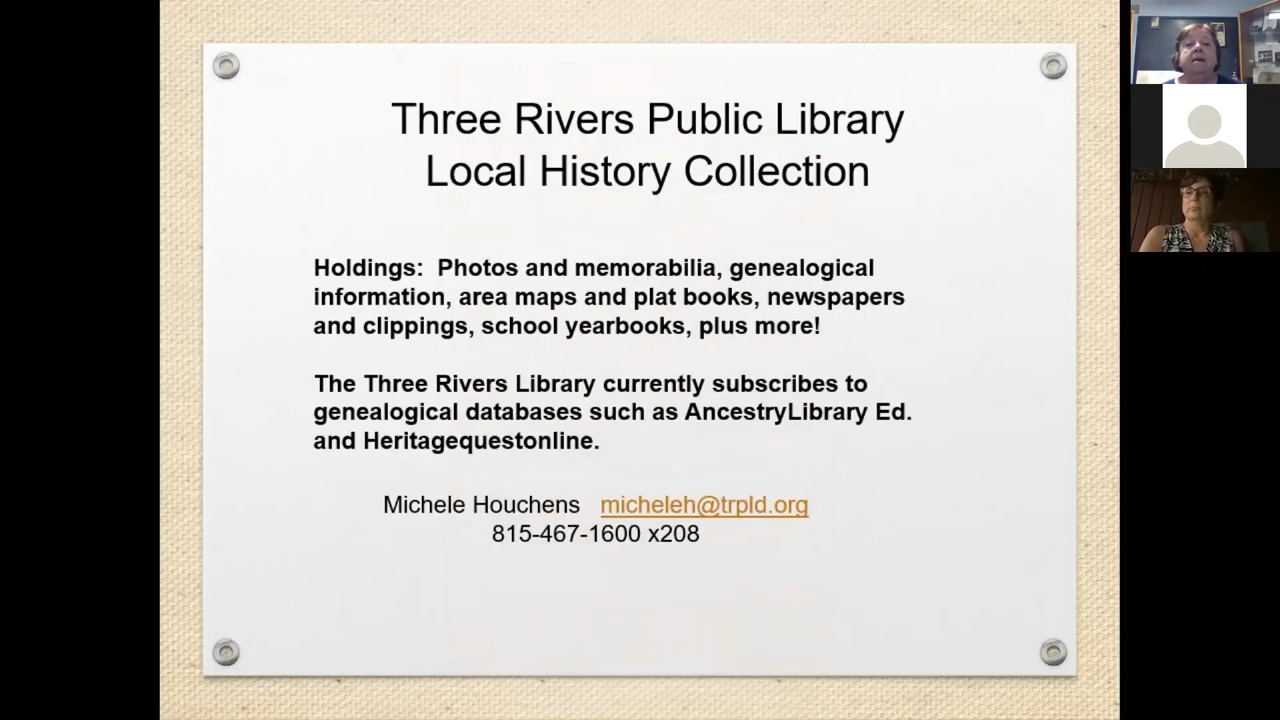 Three Rivers Public Library
Local History Collection
Holdings:  Photos and memorabilia, genealogical
information, area maps and plat books, newspapers
and clippings, school yearbooks, plus more!
The Three Rivers Library currently subscribes to
genealogical databases such as AncestryLibrary Ed.
and Heritagequestonline.
Michele Houchens   micheleh@trpld.org
815-467-1600 x208